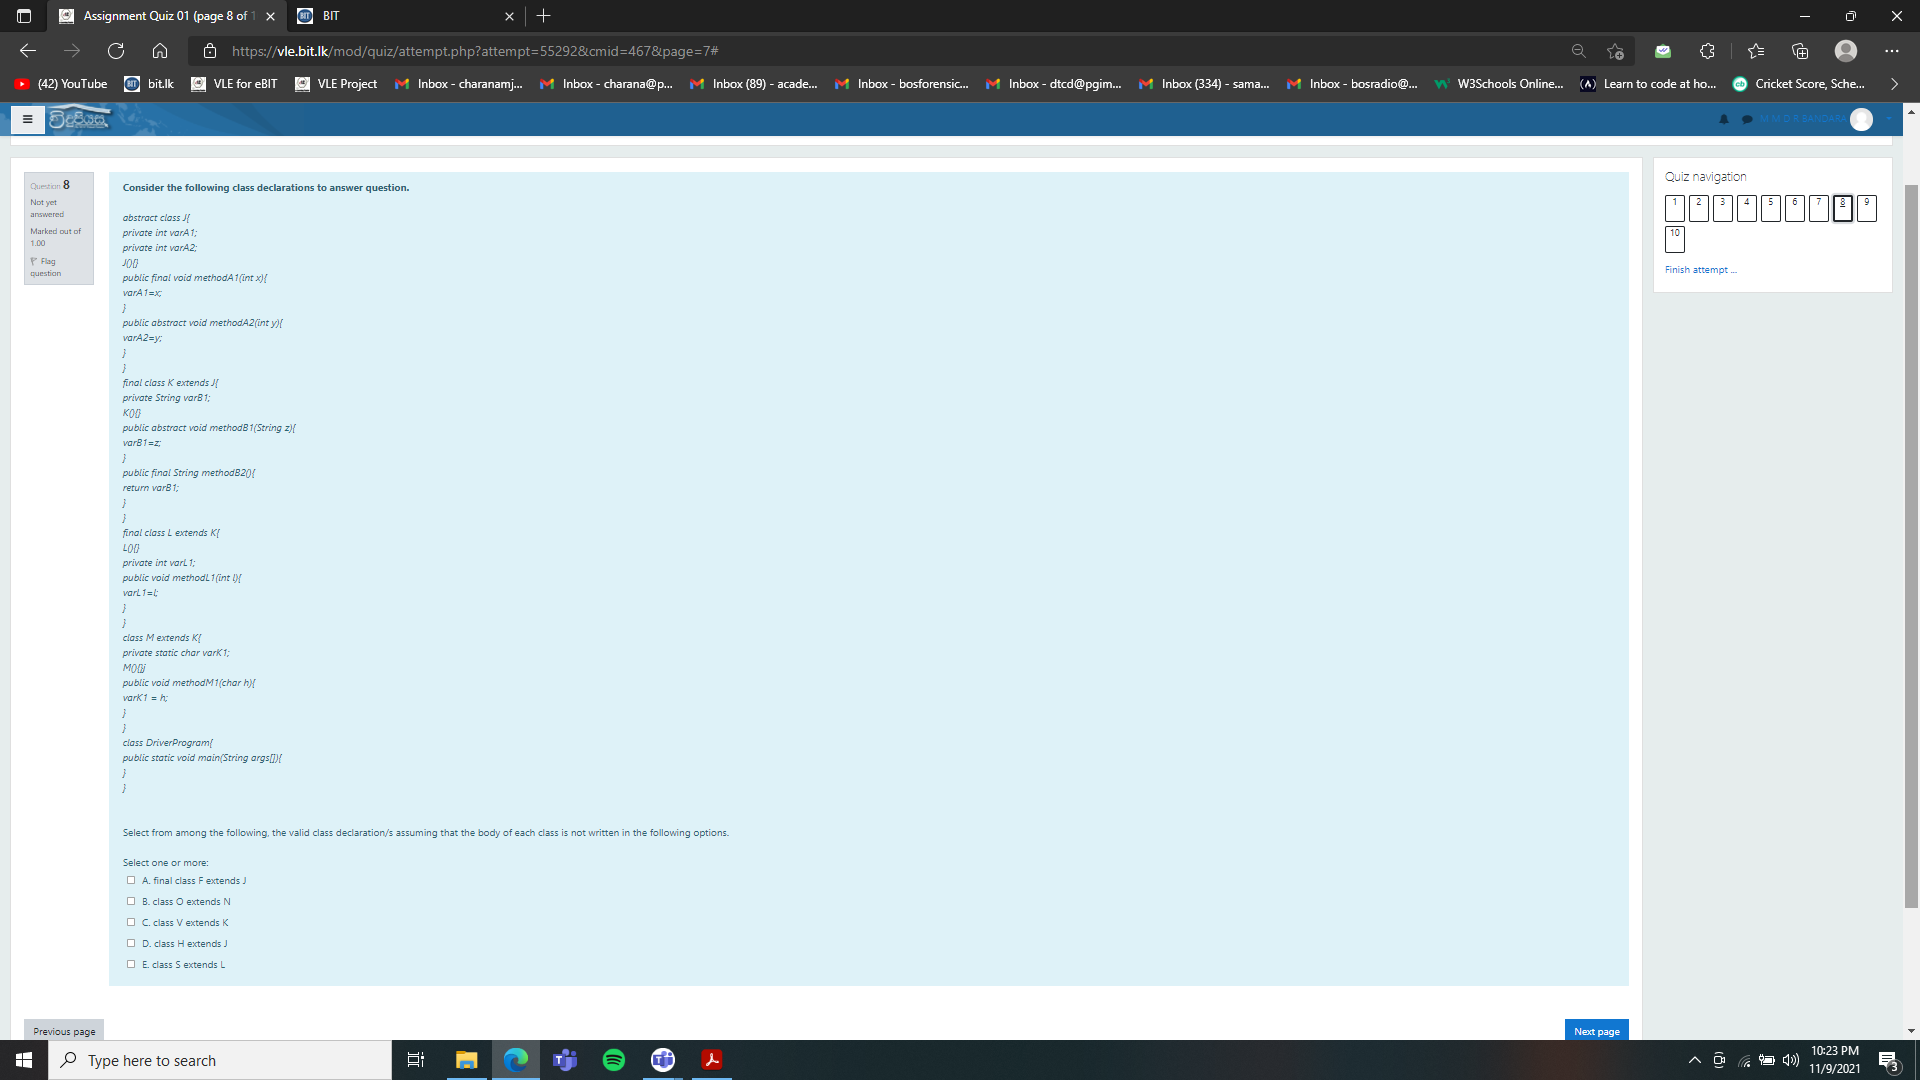 Assignment Quiz 01 (page 8 of 1
BIT
https://vle.bit.lk/mod/quiz/attempt.php?attempt=55292&cmid=467&page=7#
(42) YouTube
bit.lk
VLE for eBIT
VLE Project
Inbox - charanamj...
Inbox - charana@p...
Inbox (89) - acade...
Inbox - bosforensic...
Inbox - dtcd@pgim...
Inbox (334) - sama...
Inbox - bosradio@...
W3Schools Online...
Learn to code at ho...
Cricket Score, Sche...
M M D R BANDARA
Question 8
Not yet
answered
Marked out of
1.00
Flag
question
Consider the following class declarations to answer question.
abstract class J{
private int varA1;
private int varA2;
J(){}
public final void methodA1(int x){
varA1=x;
}
public abstract void methodA2(int y){
varA2=y;
}
}
final class K extends J{
private String varB1;
K(){}
public abstract void methodB1(String z){
varB1=z;
}
public final String methodB2(){
return varB1;
}
}
final class L extends K{
L(){}
private int varL1;
public void methodL1(int l){
varL1=l;
}
}
class M extends K{
private static char varK1;
M(){}j
public void methodM1(char h){
varK1 = h;
}
}
class DriverProgram{
public static void main(String args[]){
}
}
Select from among the following, the valid class declaration/s assuming that the body of each class is not written in the following options.
Select one or more:
A. final class F extends J
B. class O extends N
C. class V extends K
D. class H extends J
E. class S extends L
Previous page
Next page
Quiz navigation
1 2 3 4 5 6 7 8 9
10
Finish attempt ...
Type here to search
10:23 PM
11/9/2021
3